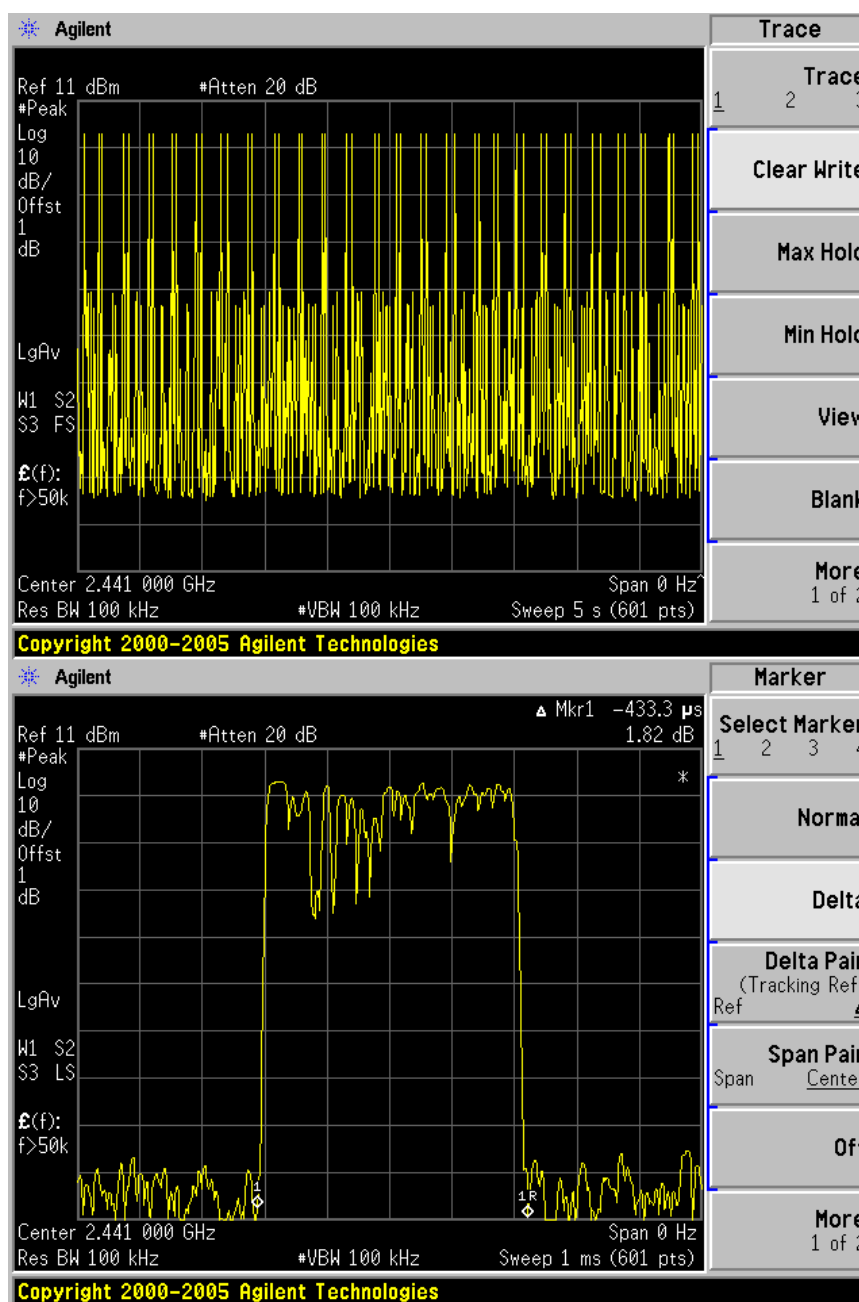 Agilent
Trace
Ref 11 dBm #Atten 20 dB
#Peak
Log
10
dB/
Offst
1
dB
LgAv
W1 S2
S3 FS
£(f):
f>50k
Center 2.441 000 GHz Span 0 Hz^
Res BW 100 kHz #VBW 100 kHz Sweep 5 s (601 pts)
Trace
1 2 3
Clear Write
Max Hold
Min Hold
View
Blank
More
1 of 2
Copyright 2000-2005 Agilent Technologies
Agilent
Marker
Δ Mkr1 -433.3 µs
Ref 11 dBm #Atten 20 dB 1.82 dB
#Peak
Log
10
dB/
Offst
1
dB
*
LgAv
W1 S2
S3 LS
£(f):
f>50k
1
1R
Center 2.441 000 GHz Span 0 Hz
Res BW 100 kHz #VBW 100 kHz Sweep 1 ms (601 pts)
Select Marker
1 2 3 4
Norma
Delta
Delta Pair
(Tracking Ref
Ref Δ
Span Pair
Span Cente
Of
More
1 of 2
Copyright 2000-2005 Agilent Technologies